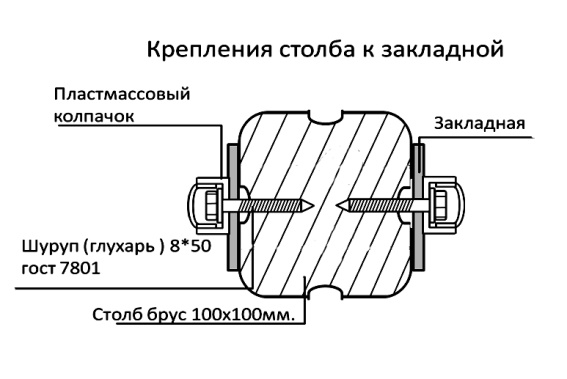 Крепления столба к закладной
Пластмассовый
колпачок
Закладная
Шуруп (глухарь ) 8*50
гост 7801
Столб брус 100х100мм.